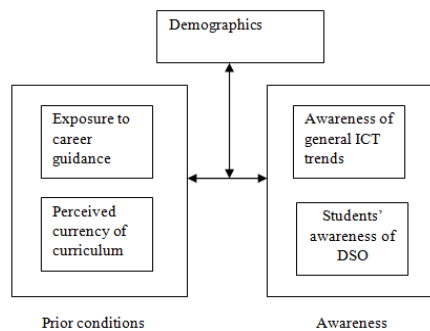 Demographics
Exposure to
career
guidance
Perceived
currency of
curriculum
Awareness of
general ICT
trends
Students’
awareness of
DSO
Prior conditions
Awareness